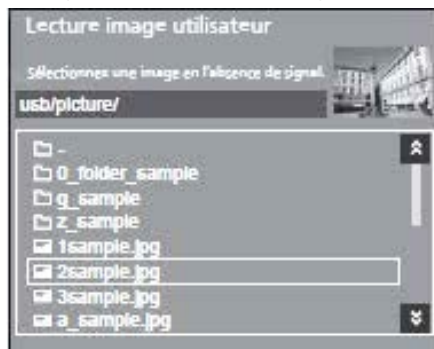 Lecture image utilisateur
Sélectionnez une image en l'absence de signal.
usb/picture/
-
0_folder_sample
g_sample
z_sample
1sample.jpg
2sample.jpg
3sample.jpg
a_sample.jpg